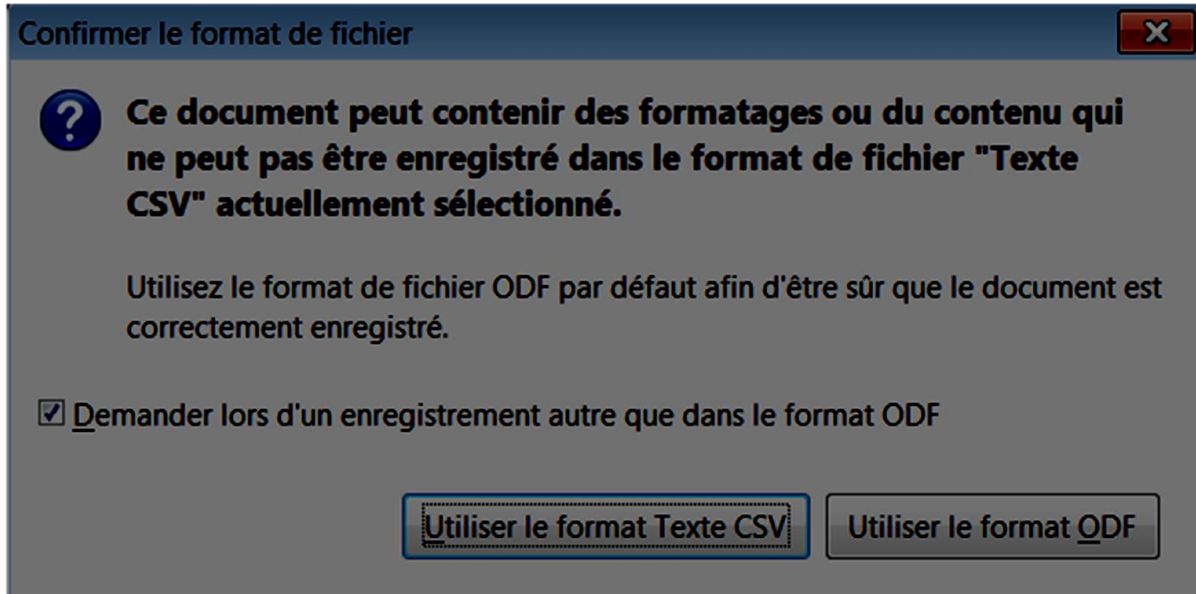 Confirmer le format de fichier
Ce document peut contenir des formatages ou du contenu qui
ne peut pas être enregistré dans le format de fichier "Texte
CSV" actuellement sélectionné.
Utilisez le format de fichier ODF par défaut afin d'être sûr que le document est
correctement enregistré.
Demander lors d'un enregistrement autre que dans le format ODF
Utiliser le format Texte CSV Utiliser le format ODF